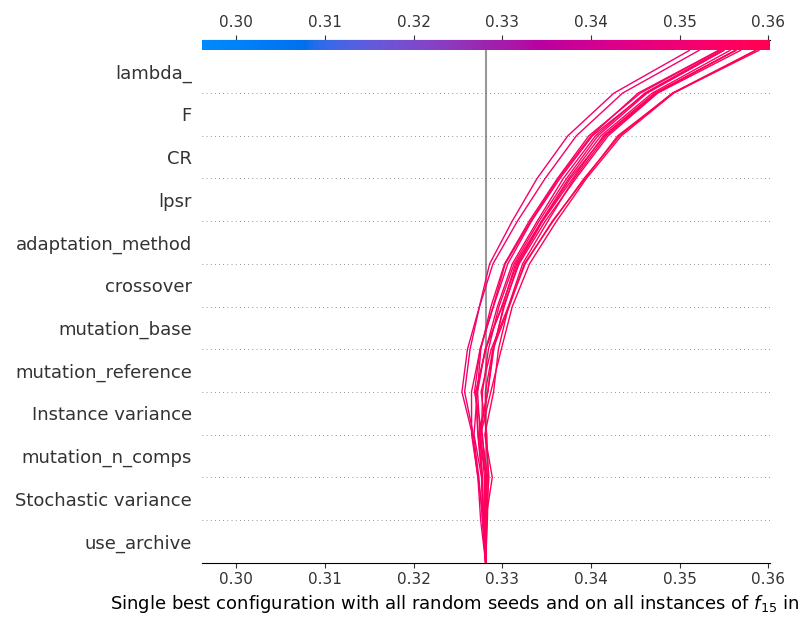 0.30 0.31 0.32 0.33 0.34 0.35 0.36
lambda_
F
CR
lpsr
adaptation_method
crossover
mutation_base
mutation_reference
Instance variance
mutation_n_comps
Stochastic variance
use_archive
0.30 0.31 0.32 0.33 0.34 0.35 0.36
Single best configuration with all random seeds and on all instances of f15 in